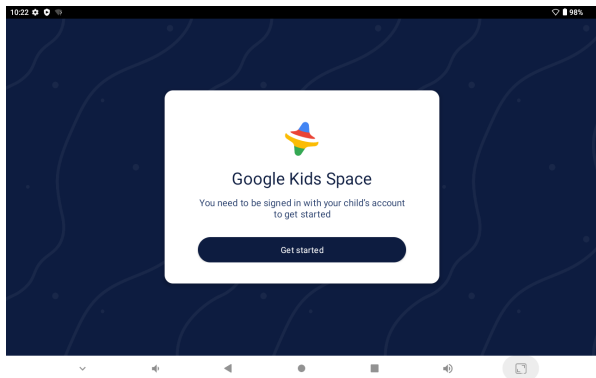 10:22 98%
Google Kids Space
You need to be signed in with your child's account
to get started
Get started